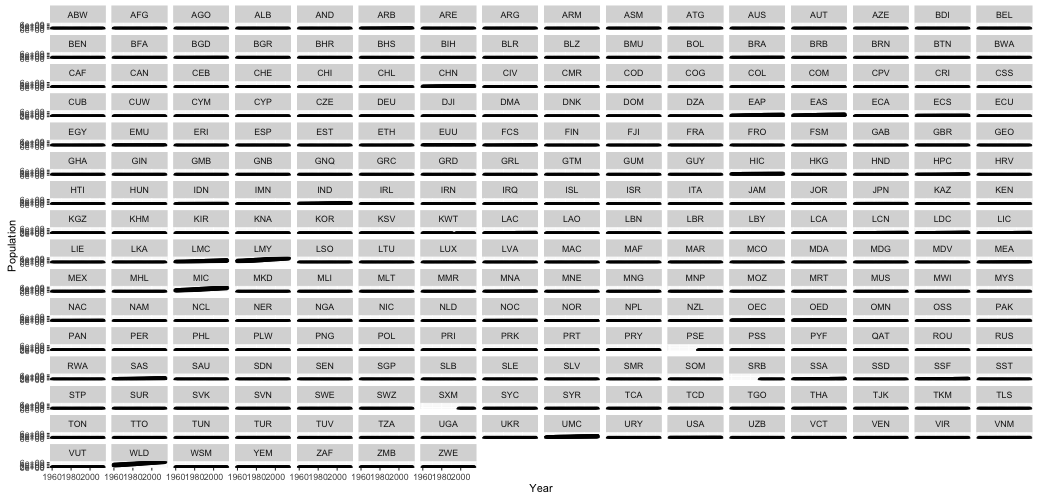 ABW AFG AGO ALB AND ARB ARE ARG ARM ASM ATG AUS AUT AZE BDI BEL
BEN BFA BGD BGR BHR BHS BIH BLR BLZ BMU BOL BRA BRB BRN BTN BWA
CAF CAN CEB CHE CHI CHL CHN CIV CMR COD COG COL COM CPV CRI CSS
CUB CUW CYM CYP CZE DEU DJI DMA DNK DOM DZA EAP EAS ECA ECS ECU
EGY EMU ERI ESP EST ETH EUU FCS FIN FJI FRA FRO FSM GAB GBR GEO
GHA GIN GMB GNB GNQ GRC GRD GRL GTM GUM GUY HIC HKG HND HPC HRV
HTI HUN IDN IMN IND IRL IRN IRQ ISL ISR ITA JAM JOR JPN KAZ KEN
KGZ KHM KIR KNA KOR KSV KWT LAC LAO LBN LBR LBY LCA LCN LDC LIC
LIE LKA LMC LMY LSO LTU LUX LVA MAC MAF MAR MCO MDA MDG MDV MEA
MEX MHL MIC MKD MLI MLT MMR MNA MNE MNG MNP MOZ MRT MUS MWI MYS
NAC NAM NCL NER NGA NIC NLD NOC NOR NPL NZL OEC OED OMN OSS PAK
PAN PER PHL PLW PNG POL PRI PRK PRT PRY PSE PSS PYF QAT ROU RUS
RWA SAS SAU SDN SEN SGP SLB SLE SLV SMR SOM SRB SSA SSD SSF SST
STP SUR SVK SVN SWE SWZ SXM SYC SYR TCA TCD TGO THA TJK TKM TLS
TON TTO TUN TUR TUV TZA UGA UKR UMC URY USA UZB VCT VEN VIR VNM
VUT WLD WSM YEM ZAF ZMB ZWE
196019802000 196019802000 196019802000 196019802000 196019802000 196019802000 196019802000
Year
Population